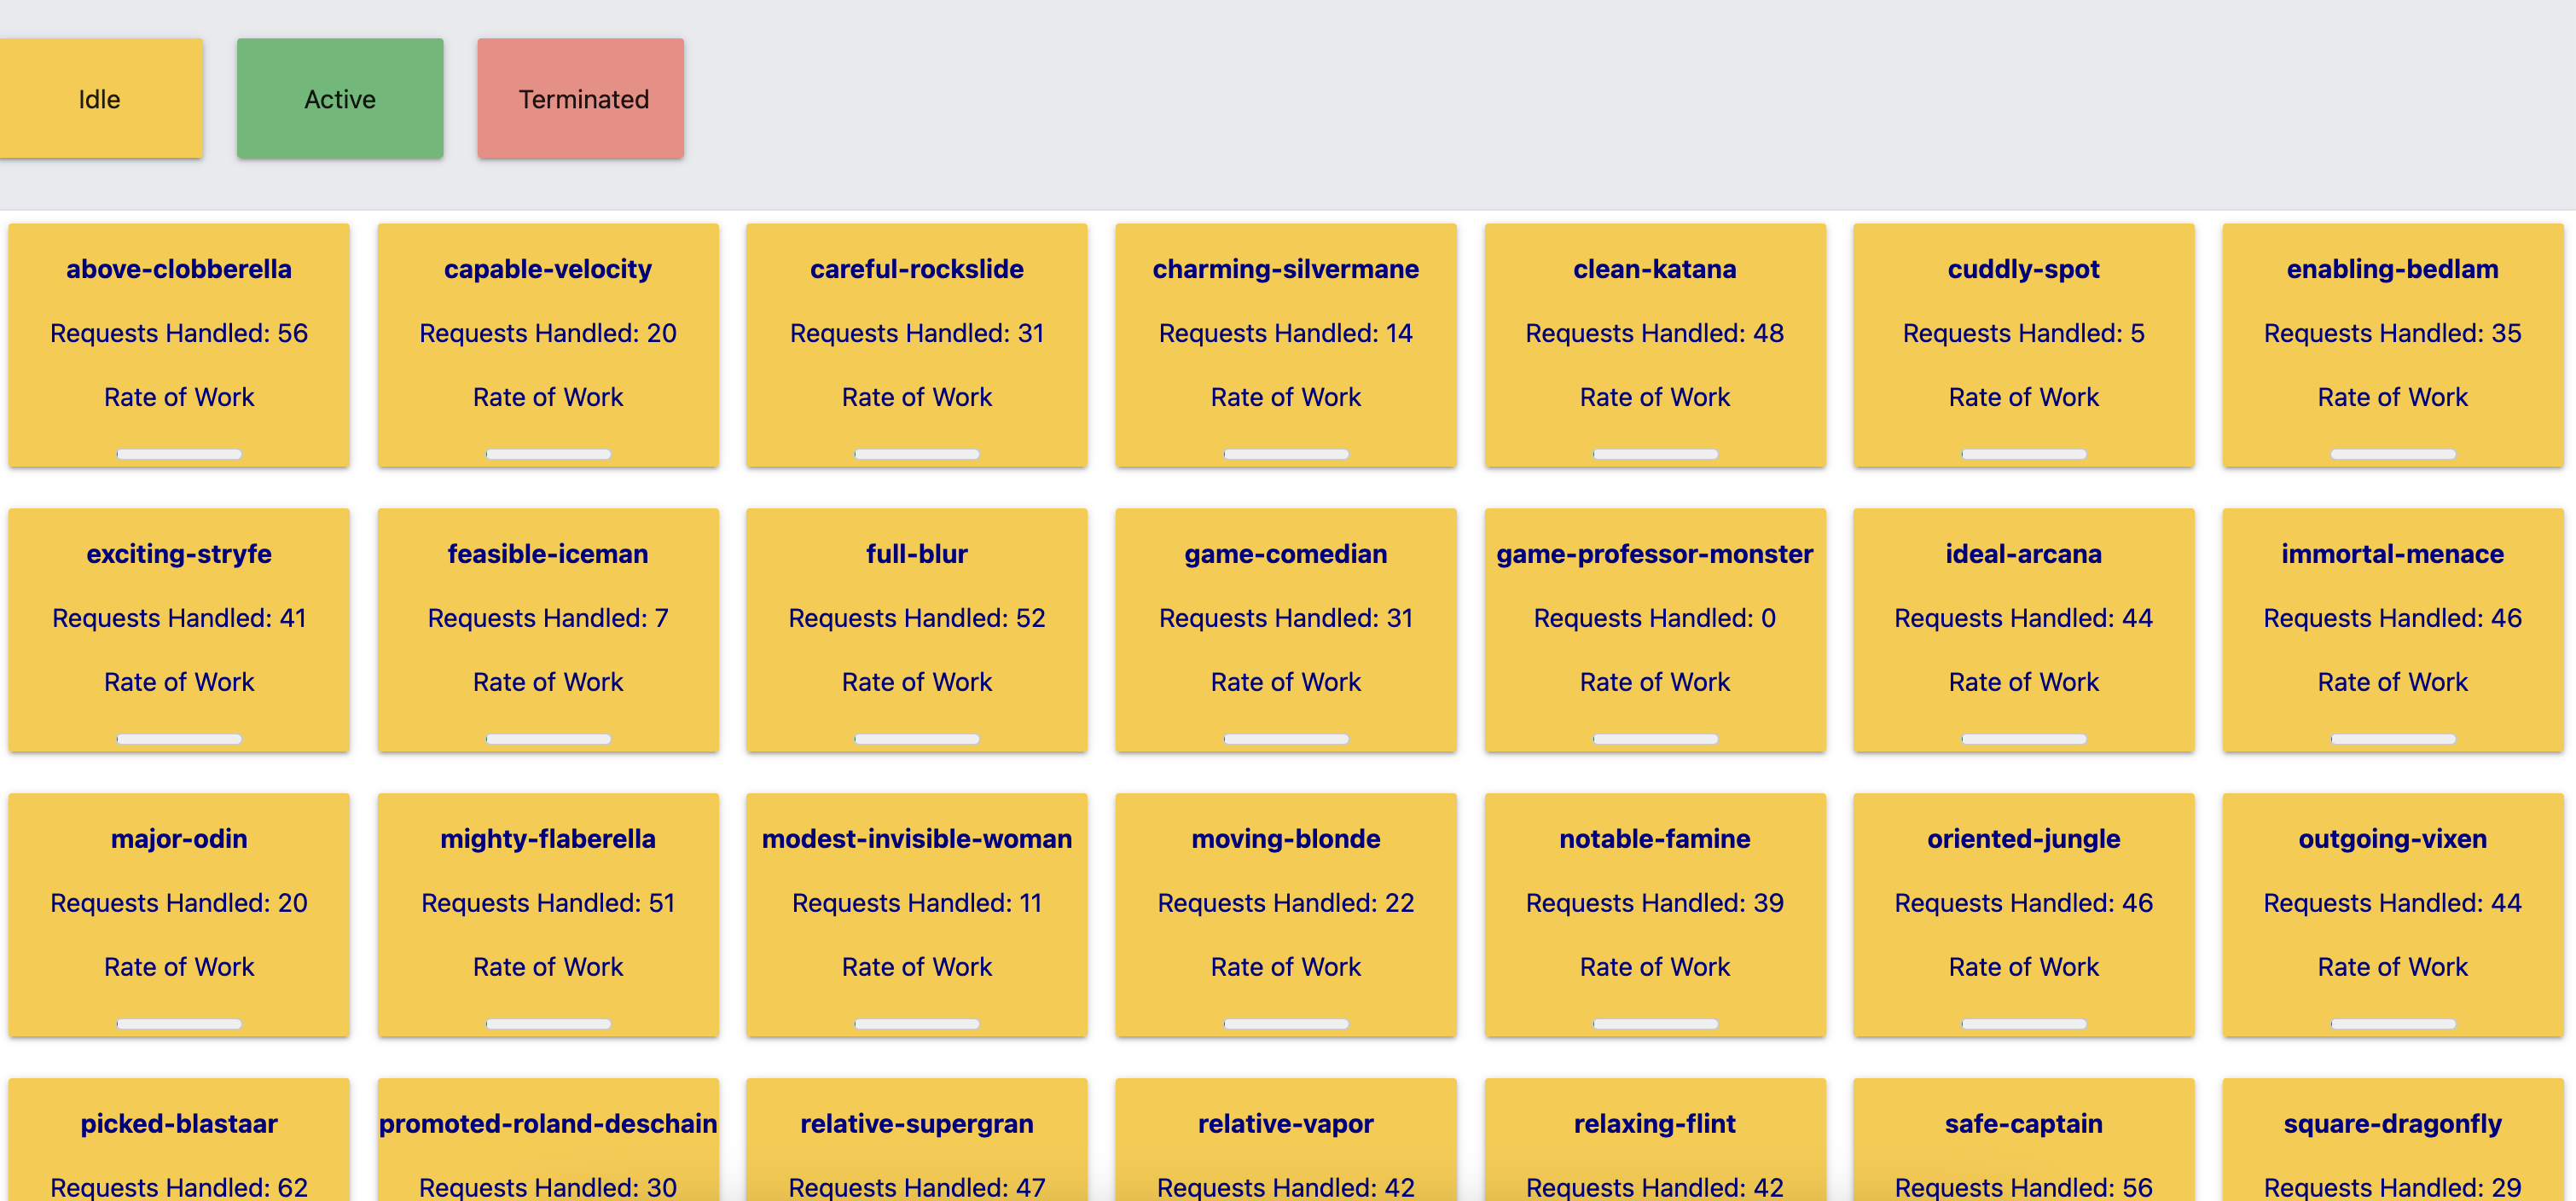 Idle Active Terminated
above-clobberella capable-velocity careful-rockslide charming-silvermane clean-katana cuddly-spot enabling-bedlam
Requests Handled: 56 Requests Handled: 20 Requests Handled: 31 Requests Handled: 14 Requests Handled: 48 Requests Handled: 5 Requests Handled: 35
Rate of Work Rate of Work Rate of Work Rate of Work Rate of Work Rate of Work Rate of Work
exciting-stryfe feasible-iceman full-blur game-comedian game-professor-monster ideal-arcana immortal-menace
Requests Handled: 41 Requests Handled: 7 Requests Handled: 52 Requests Handled: 31 Requests Handled: 0 Requests Handled: 44 Requests Handled: 46
Rate of Work Rate of Work Rate of Work Rate of Work Rate of Work Rate of Work Rate of Work
major-odin mighty-flaberella modest-invisible-woman moving-blonde notable-famine oriented-jungle outgoing-vixen
Requests Handled: 20 Requests Handled: 51 Requests Handled: 11 Requests Handled: 22 Requests Handled: 39 Requests Handled: 46 Requests Handled: 44
Rate of Work Rate of Work Rate of Work Rate of Work Rate of Work Rate of Work Rate of Work
picked-blastaar promoted-roland-deschain relative-supergran relative-vapor relaxing-flint safe-captain square-dragonfly
Requests Handled: 62 Requests Handled: 30 Requests Handled: 47 Requests Handled: 42 Requests Handled: 42 Requests Handled: 56 Requests Handled: 29